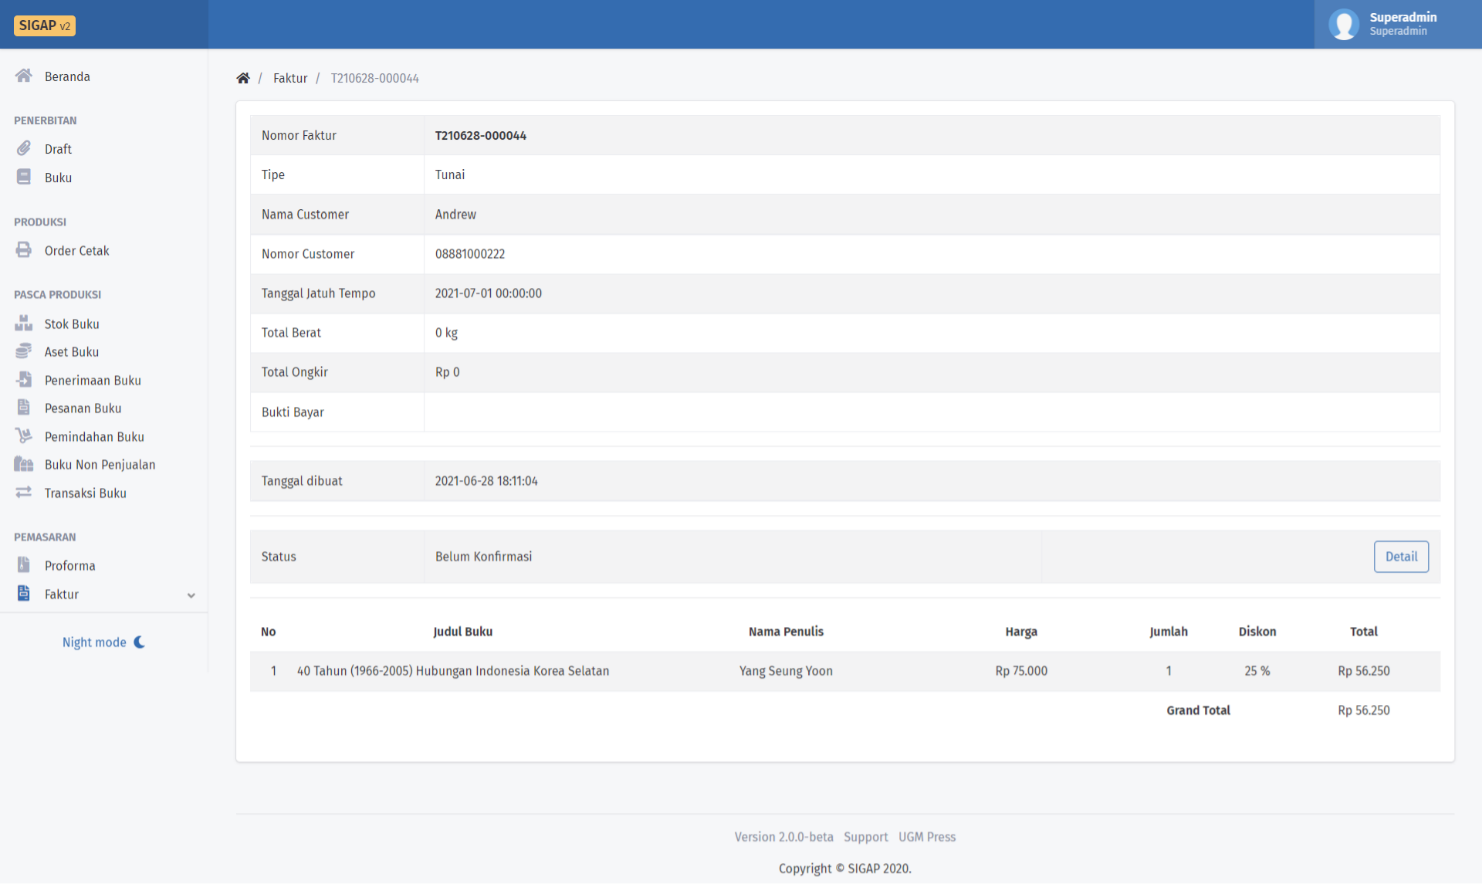 SIGAP v2
Superadmin
Superadmin
Beranda
PENERBITAN
Draft
Buku
PRODUKSI
Order Cetak
PASCA PRODUKSI
Stok Buku
Aset Buku
Penerimaan Buku
Pesanan Buku
Pemindahan Buku
Buku Non Penjualan
Transaksi Buku
PEMASARAN
Proforma
Faktur
Night mode
/ Faktur / T210628-000044
Nomor Faktur T210628-000044
Tipe Tunai
Nama Customer Andrew
Nomor Customer 08881000222
Tanggal Jatuh Tempo 2021-07-01 00:00:00
Total Berat 0 kg
Total Ongkir Rp 0
Bukti Bayar
Tanggal dibuat 2021-06-28 18:11:04
Status Belum Konfirmasi Detail
No Judul Buku Nama Penulis Harga Jumlah Diskon Total
1 40 Tahun (1966-2005) Hubungan Indonesia Korea Selatan Yang Seung Yoon Rp 75.000 1 25 % Rp 56.250
Grand Total Rp 56.250
Version 2.0.0-beta Support UGM Press
Copyright © SIGAP 2020.